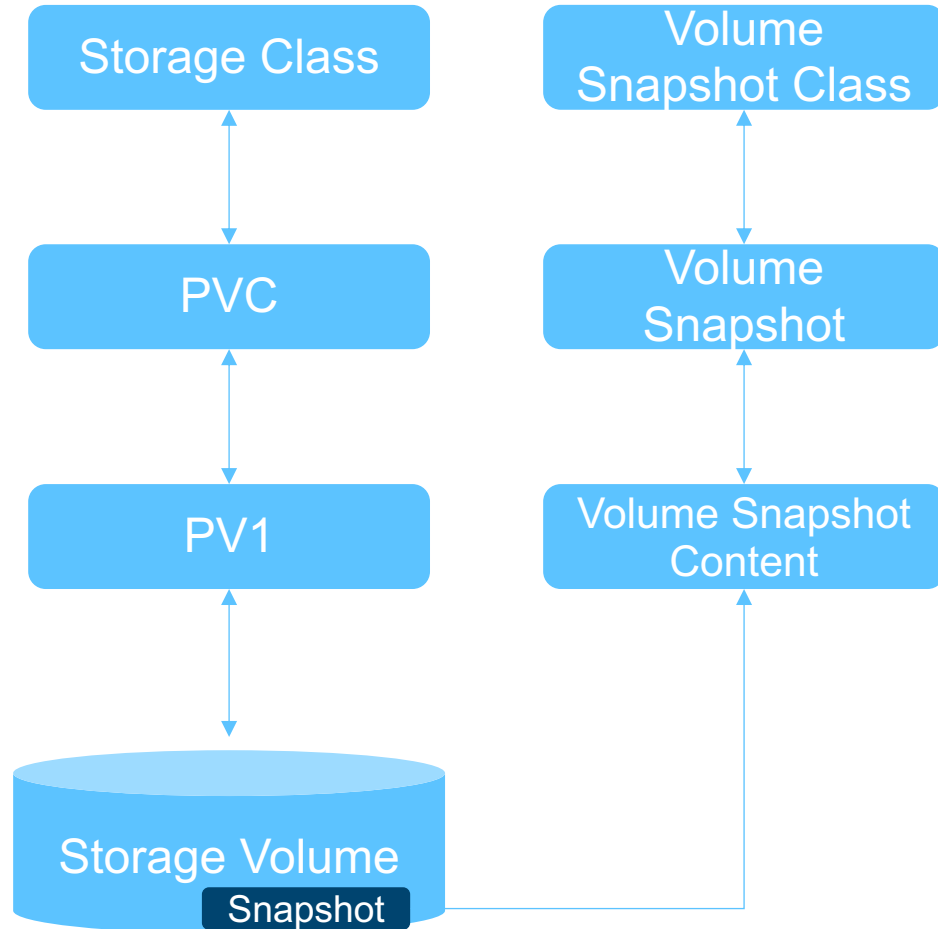 Storage Class
Volume
Snapshot Class
PVC
Volume
Snapshot
PV1
Volume Snapshot
Content
Storage Volume
Snapshot